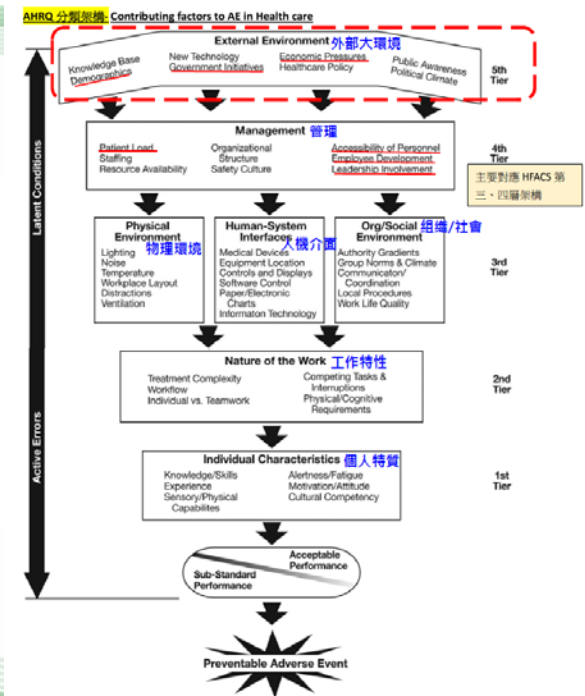 AHRQ 分類架構- Contributing factors to AE in Health care
External Environment 外部大環境
Knowledge Base
Demographics
New Technology
Government Initiatives
Economic Pressures
Healthcare Policy
Public Awareness
Political Climate
5th
Tier
Management 管理
Patient Load
Staffing
Resource Availability
Organizational
Structure
Safety Culture
Accessibility of Personnel
Employee Development
Leadership Involvement
4th
Tier
主要對應 HFACS 第
三、四層架構
Latent Conditions
Physical
Environment
物理環境
Lighting
Noise
Temperature
Workplace Layout
Distractions
Ventilation
Human-System
Interfaces
人機介面
Medical Devices
Equipment Location
Controls and Displays
Software Control
Paper/Electronic
Charts
Informaton Technology
Org/Social
Environment
組織/社會
Authority Gradients
Group Norms & Climate
Communicaton/
Coordination
Local Procedures
Work Life Quality
3rd
Tier
Nature of the Work 工作特性
Treatment Complexity
Workflow
Individual vs. Teamwork
Competing Tasks &
Interruptions
Physical/Cognitive
Requirements
2nd
Tier
Active Errors
Individual Characteristics 個人特質
Knowledge/Skills
Experience
Sensory/Physical
Capabilites
Alertness/Fatigue
Motivation/Attitude
Cultural Competency
1st
Tier
Acceptable
Performance
Sub-Standard
Performance
Preventable Adverse Event